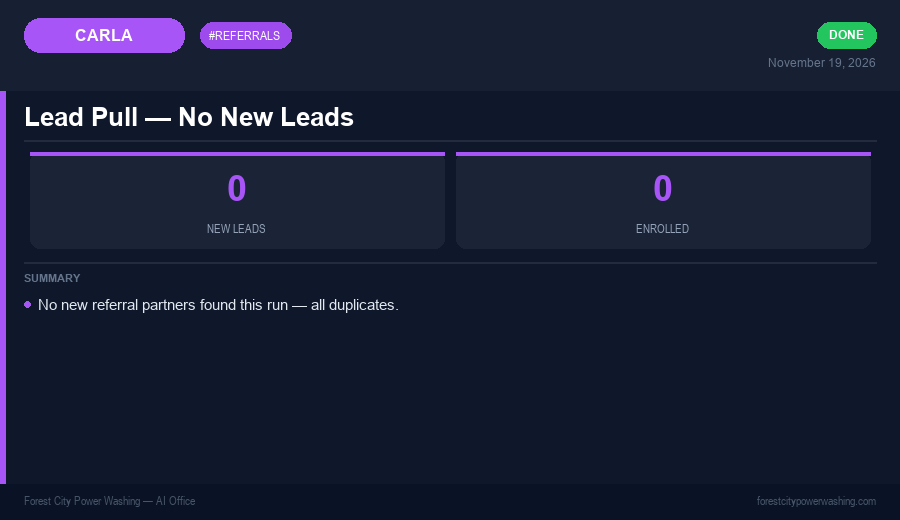 CARLA
#REFERRALS
DONE
November 19, 2026
Lead Pull — No New Leads
0
NEW LEADS
0
ENROLLED
SUMMARY
No new referral partners found this run — all duplicates.
Forest City Power Washing — AI Office
forestcitypowerwashing.com